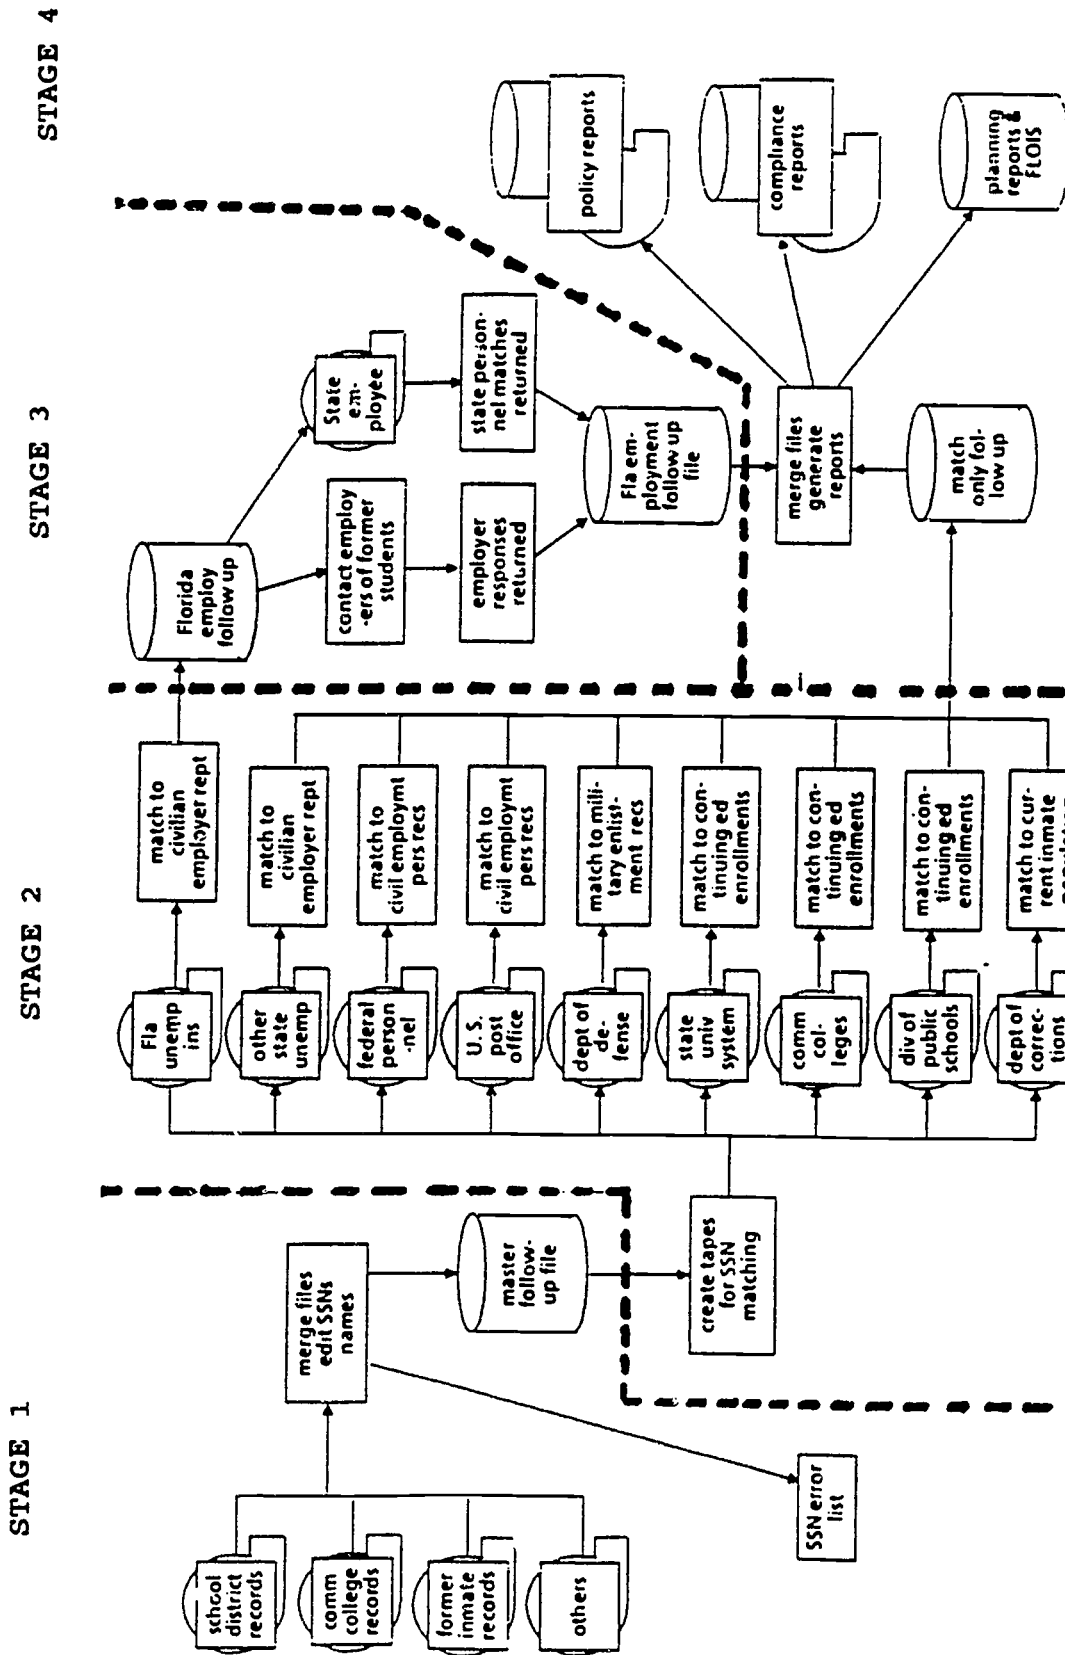 STAGE 1
STAGE 2
STAGE 3
STAGE 4
school
district
records
comm
college
records
former
inmate
records
others
merge files
edit SSNs
names
SSN error
list
master
follow-
up file
create tapes
for SSN
matching
Fla
unemp
ins
other
state
unemp
federal
person
-nel
U. S.
post
office
dept of
de-
fense
state
univ
system
comm
col-
leges
div of
public
schools
dept of
correc-
tions
match to
civilian
employer rept
match to
civilian
employer rept
match to
civil employmt
pers recs
match to
civil employmt
pers recs
match to mili-
tary enlist-
ment recs
match to con-
tinuing ed
enrollments
match to con-
tinuing ed
enrollments
match to con-
tinuing ed
enrollments
match to cur-
rent inmate
Florida
employ
follow up
contact employ
-ers of former
students
employer
responses
returned
State
em-
ployee
state person-
nel matches
returned
Fla em-
ployment
follow up
file
merge files
generate
reports
match
only fol-
low up
policy reports
compliance
reports
planning
reports &
FLOIS